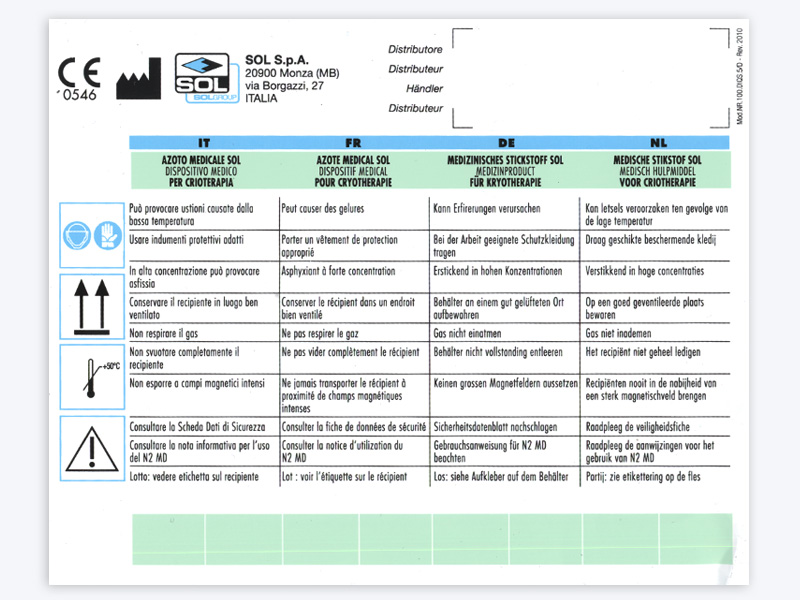 CE
0546
SOL
SOLGROUP
SOL S.p.A.
20900 Monza (MB)
via Borgazzi, 27
ITALIA
Distributore
Distributeur
Händler
Distributeur
Mod.NR.100.DIQS.5/D - Rev. 2010
IT FR DE NL
AZOTO MEDICALE SOL
DISPOSITIVO MEDICO
PER CRIOTERAPIA
AZOTE MEDICAL SOL
DISPOSITIF MEDICAL
POUR CRYOTHERAPIE
MEDIZINISCHES STICKSTOFF SOL
MEDIZINPRODUCT
FÜR KRYOTHERAPIE
MEDISCHE STIKSTOF SOL
MEDISCH HULPMIDDEL
VOOR CRIOTHERAPIE
Può provocare ustioni causate dalla
bassa temperatura
Peut causer des gelures
Kann Erfirerungen verursachen
Kan letsels veroorzaken ten gevolge van
de lage temperatuur
Usare indumenti protettivi adatti
Porter un vêtement de protection
approprié
Bei der Arbeit geeignete Schutzkleidung
tragen
Draag geschikte beschermende kledij
In alta concentrazione può provocare
asfissia
Asphyxiant à forte concentration
Erstickend in hohen Konzentrationen
Verstikkend in hoge concentraties
Conservare il recipiente in luogo ben
ventilato
Conserver le récipient dans un endroit
bien ventilé
Behälter an einem gut gelüfteten Ort
aufbewahren
Op een goed geventileerde plaats
bewaren
Non respirare il gas
Ne pas respirer le gaz
Gas nicht einatmen
Gas niet inademen
+50°C
Non svuotare completamente il
recipiente
Ne pas vider complètement le récipient
Behälter nicht vollstandig entleeren
Het recipiënt niet geheel ledigen
Non esporre a campi magnetici intensi
Ne jamais transporter le récipient à
proximité de champs magnétiques
intenses
Keinen grassen Magnetfeldern aussetzen
Recipiënten nooit in de nabijheid van
een sterk magnetischveld brengen
Consultare la Scheda Dati di Sicurezza
Consulter la fiche de données de sécurité
Sicherheitsdatenblatt nachschlagen
Raadpleeg de veiligheidsfiche
Consultare la nota informativa per l'uso
del N2 MD
Consulter la notice d'utilization du
N2 MD
Gebrauchsanweisung für N2 MD
beachten
Raadpleeg de aanwijzingen voor het
gebruik van N2 MD
Lotto: vedere etichetta sul recipiente
Lot : voir l'étiquette sur le récipient
Los: siehe Aufkleber auf dem Behälter
Partij: zie etikettering op de fles